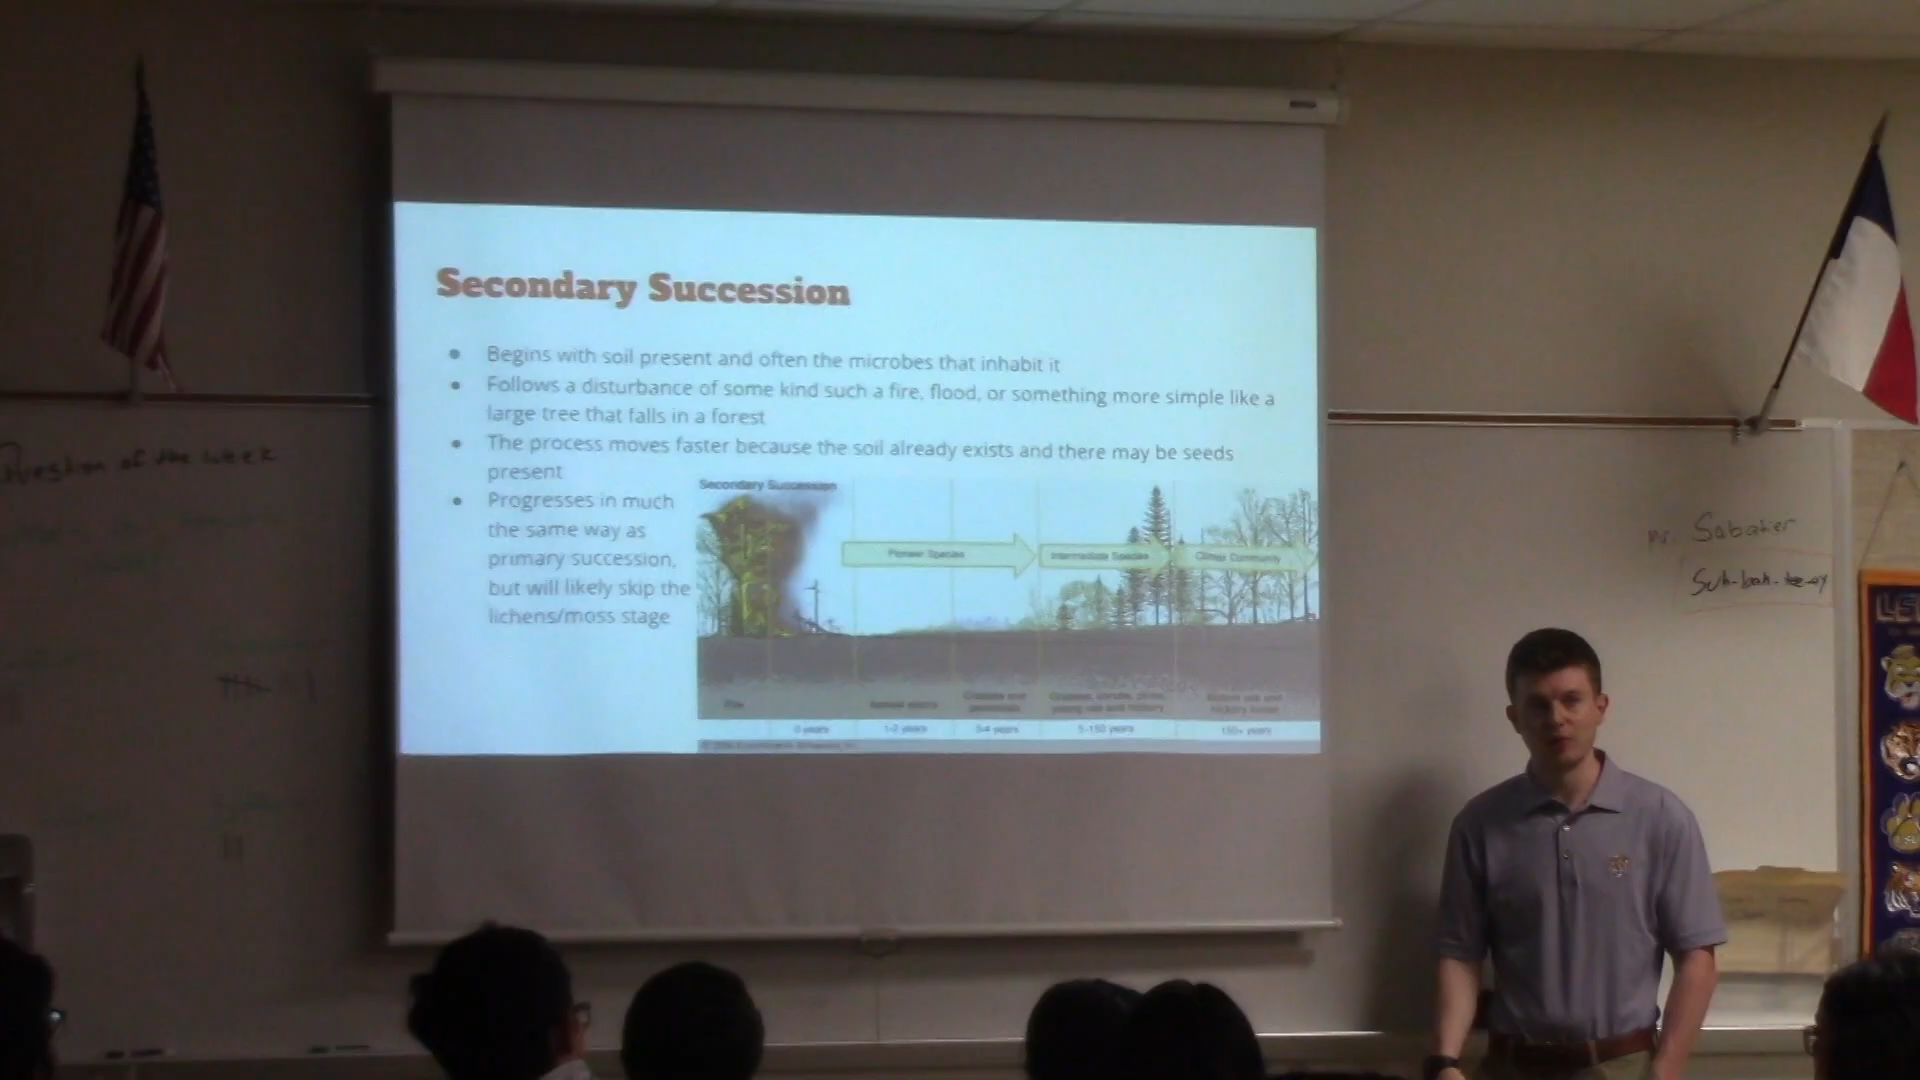 Secondary Succession
Begins with soil present and often the microbes that inhabit it
Follows a disturbance of some kind such a fire, flood, or something more simple like a
large tree that falls in a forest
The process moves faster because the soil already exists and there may be seeds
present
Progresses in much
the same way as
primary succession,
but will likely skip the
lichens/moss stage
Secondary Succession
Pioneer Species
Intermediate Species
Climax Community
Fire
0 years
1-2 years
3-4 years
5-150 years
150+ years
Question of the week
Mr. Sabatier
LSU